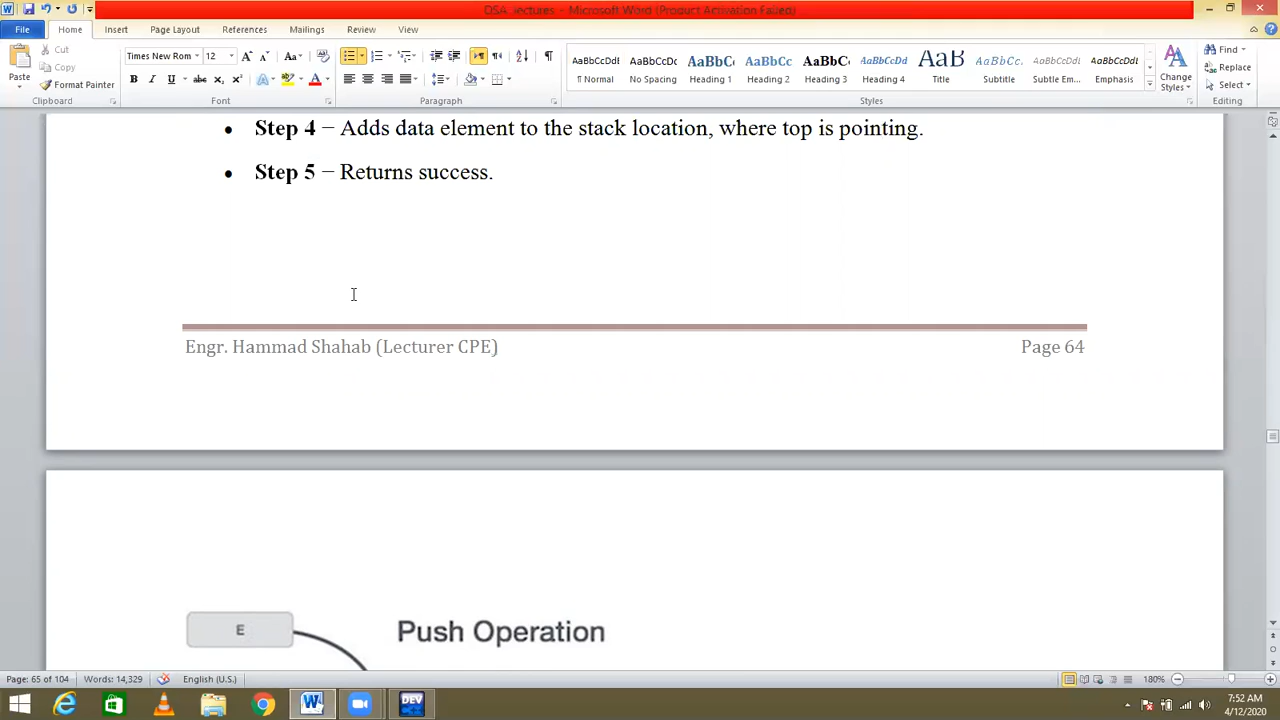 DSA_lectures - Microsoft Word (Product Activation Failed)
File Home Insert Page Layout References Mailings Review View
Paste Cut Copy Format Painter
Times New Rom 12
AaBbCcDd AaBbCcDc AaBbC AaBbCc AaBbC AaBbCcDd AaB AaBbCc. AaBbCcDd AaBbCcDd
¶ Normal No Spacing Heading 1 Heading 2 Heading 3 Heading 4 Title Subtitle Subtle Em... Emphasis
Change Styles
Find Replace Select
Clipboard Font Paragraph Styles Editing
• Step 4 − Adds data element to the stack location, where top is pointing.
• Step 5 − Returns success.
Engr. Hammad Shahab (Lecturer CPE) Page 64
E
Push Operation
Page: 65 of 104 Words: 14,329 English (U.S.) 180%
DEV
7:52 AM
4/12/2020